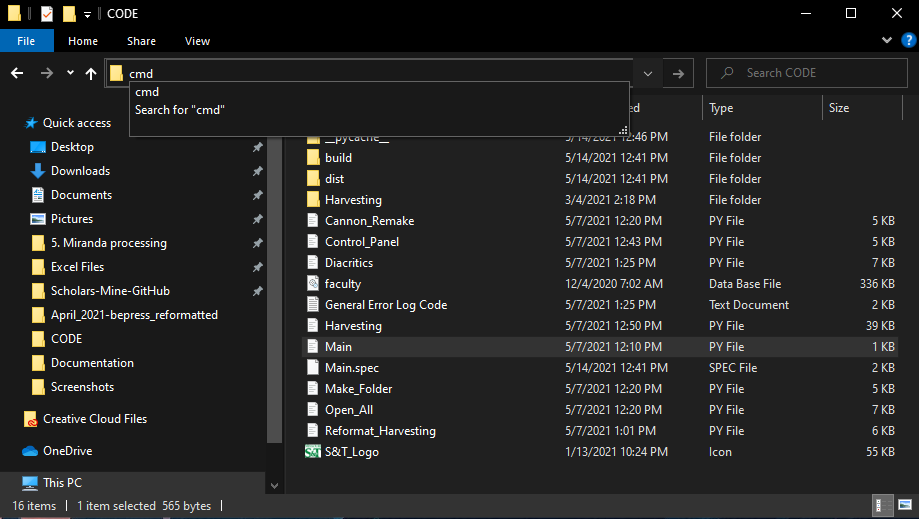 CODE
File Home Share View
cmd
Search CODE
cmd
Search for "cmd"
ed Type Size
Quick access
Desktop
Downloads
Documents
Pictures
5. Miranda processing
Excel Files
Scholars-Mine-GitHub
April_2021-bepress_reformatted
CODE
Documentation
Screenshots
Creative Cloud Files
OneDrive
This PC
__pycache__ 5/14/2021 12:46 PM File folder
build 5/14/2021 12:41 PM File folder
dist 5/14/2021 12:41 PM File folder
Harvesting 3/4/2021 2:18 PM File folder
Cannon_Remake 5/7/2021 12:20 PM PY File 5 KB
Control_Panel 5/7/2021 12:43 PM PY File 5 KB
Diacritics 5/7/2021 1:25 PM PY File 7 KB
faculty 12/4/2020 7:02 AM Data Base File 336 KB
General Error Log Code 5/7/2021 1:25 PM Text Document 2 KB
Harvesting 5/7/2021 12:50 PM PY File 39 KB
Main 5/7/2021 12:10 PM PY File 1 KB
Main.spec 5/14/2021 12:41 PM SPEC File 2 KB
Make_Folder 5/7/2021 12:20 PM PY File 5 KB
Open_All 5/7/2021 12:20 PM PY File 7 KB
Reformat_Harvesting 5/7/2021 1:01 PM PY File 6 KB
S&T_Logo 1/13/2021 10:24 PM Icon 55 KB
16 items 1 item selected 565 bytes